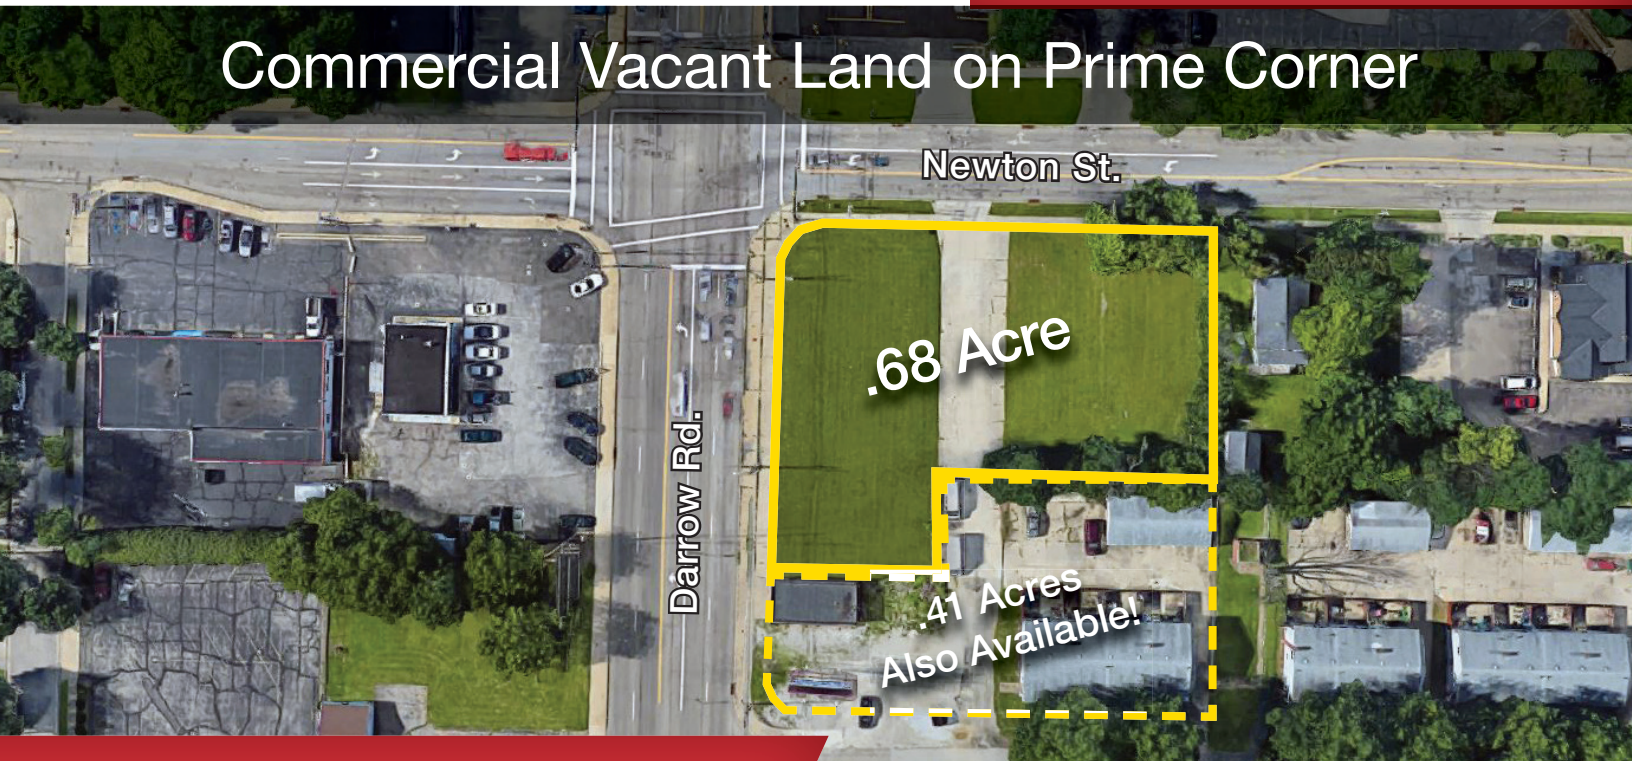 Commercial Vacant Land on Prime Corner
Newton St.
.68 Acre
Darrow Rd.
.41 Acres
Also Available!